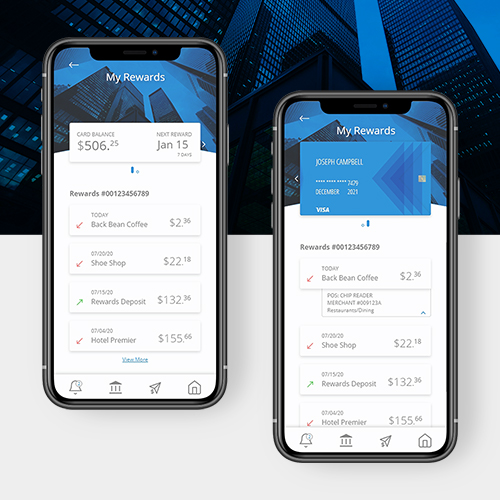 My Rewards
CARD BALANCE
NEXT REWARD
$506.25
Jan 15
7 DAYS
Rewards #00123456789
TODAY
Back Bean Coffee
$2.36
07/20/20
Shoe Shop
$22.18
07/15/20
Rewards Deposit
$132.36
07/04/20
Hotel Premier
$155.66
View More
My Rewards
JOSEPH CAMPBELL
**** **** **** 7479
DECEMBER 2021
VISA
Rewards #00123456789
TODAY
Back Bean Coffee
$2.36
POS: CHIP READER
MERCHANT #009123A
Restaurants/Dining
07/20/20
Shoe Shop
$22.18
07/15/20
Rewards Deposit
$132.36
07/04/20
Hotel Premier
$155.66